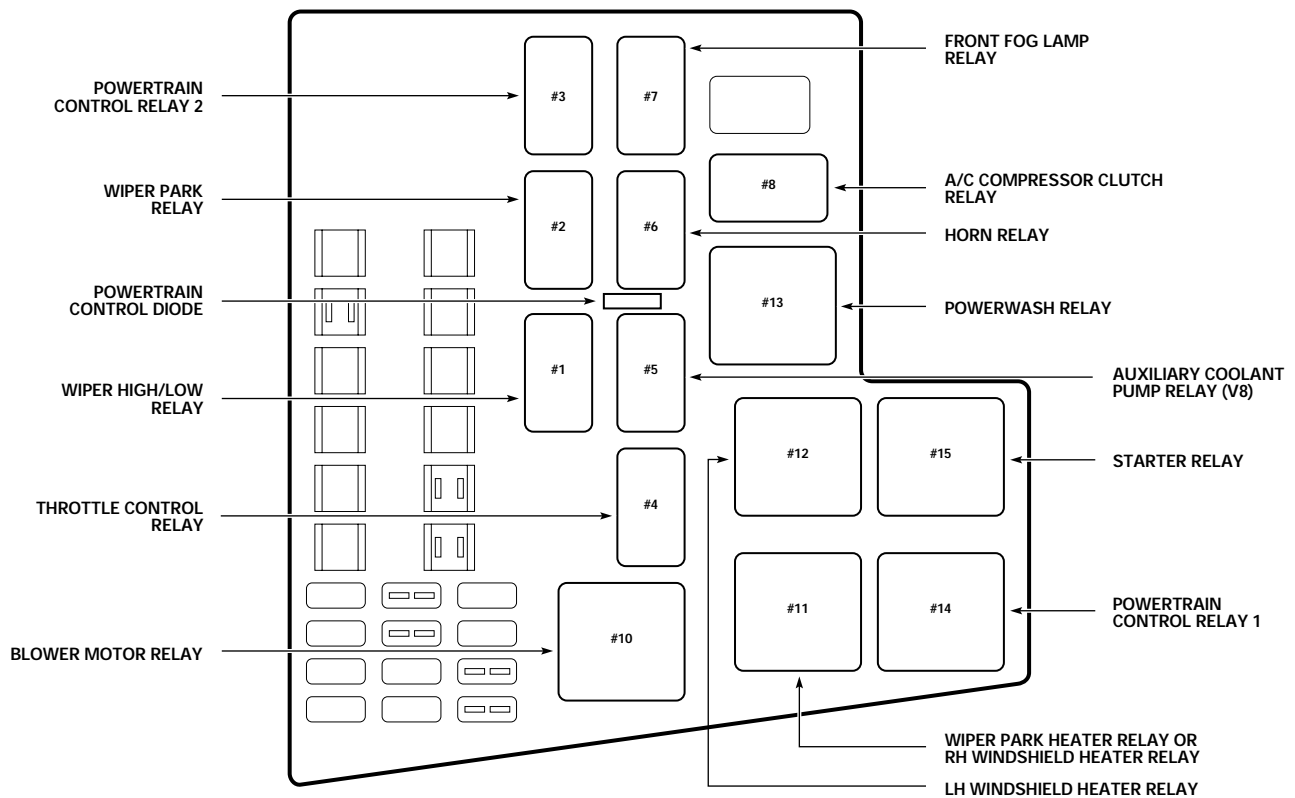 POWERTRAIN
CONTROL RELAY 2
WIPER PARK
RELAY
POWERTRAIN
CONTROL DIODE
WIPER HIGH/LOW
RELAY
THROTTLE CONTROL
RELAY
BLOWER MOTOR RELAY
#3
#7
#2
#6
#1
#5
#4
#10
#8
#13
#12
#15
#11
#14
FRONT FOG LAMP
RELAY
A/C COMPRESSOR CLUTCH
RELAY
HORN RELAY
POWERWASH RELAY
AUXILIARY COOLANT
PUMP RELAY (V8)
STARTER RELAY
POWERTRAIN
CONTROL RELAY 1
WIPER PARK HEATER RELAY OR
RH WINDSHIELD HEATER RELAY
LH WINDSHIELD HEATER RELAY